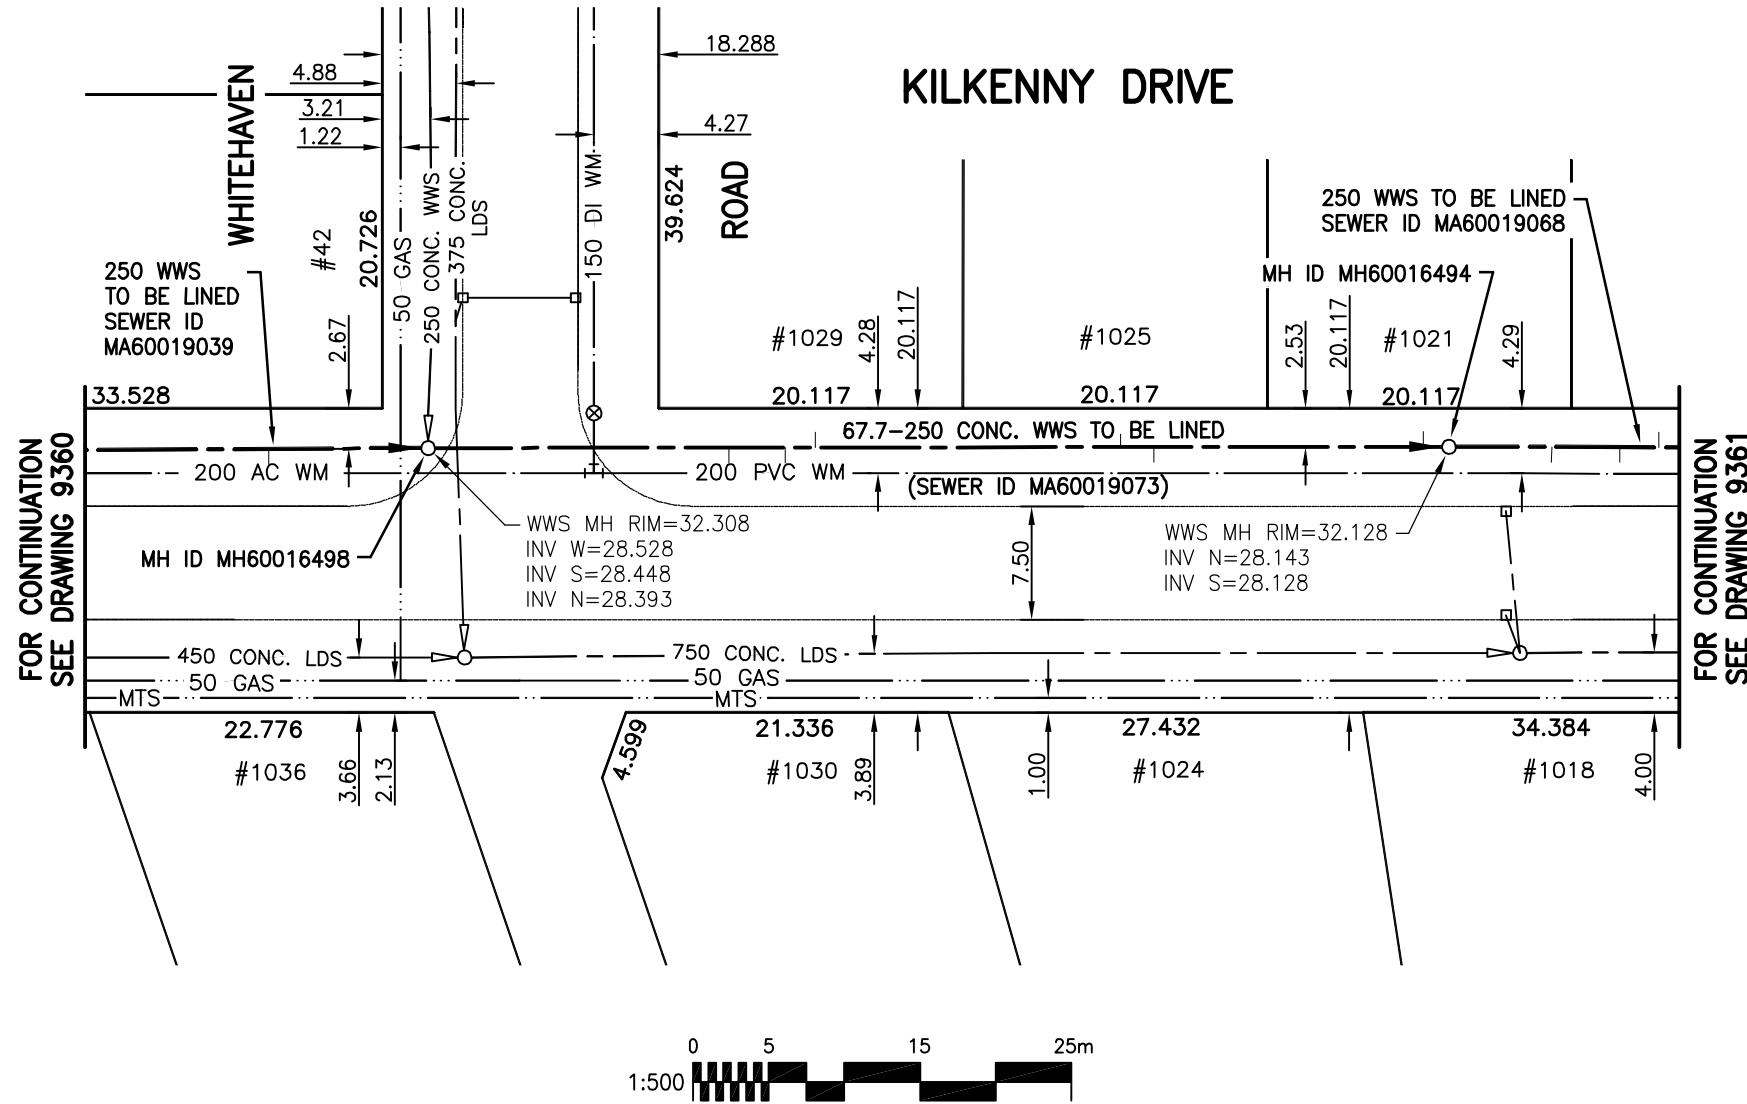 KILKENNY DRIVE
WHITEHAVEN
ROAD
18.288
4.88
3.21
1.22
4.27
39.624
20.726
#42
50 GAS
250 CONC. WWS
375 CONC.
LDS
150 DI WM
250 WWS
TO BE LINED
SEWER ID
MA60019039
2.67
250 WWS TO BE LINED
SEWER ID MA60019068
MH ID MH60016494
#1029
4.28
20.117
#1025
2.53
20.117
#1021
4.29
33.528
20.117
20.117
20.117
67.7-250 CONC. WWS TO BE LINED
200 AC WM
200 PVC WM
(SEWER ID MA60019073)
FOR CONTINUATION
SEE DRAWING 9360
FOR CONTINUATION
SEE DRAWING 9361
MH ID MH60016498
WWS MH RIM=32.308
INV W=28.528
INV S=28.448
INV N=28.393
7.50
WWS MH RIM=32.128
INV N=28.143
INV S=28.128
450 CONC. LDS
750 CONC. LDS
50 GAS
50 GAS
MTS
MTS
22.776
4.599
21.336
27.432
34.384
#1036
3.66
2.13
#1030
3.89
1.00
#1024
#1018
4.00
0 5 15 25m
1:500